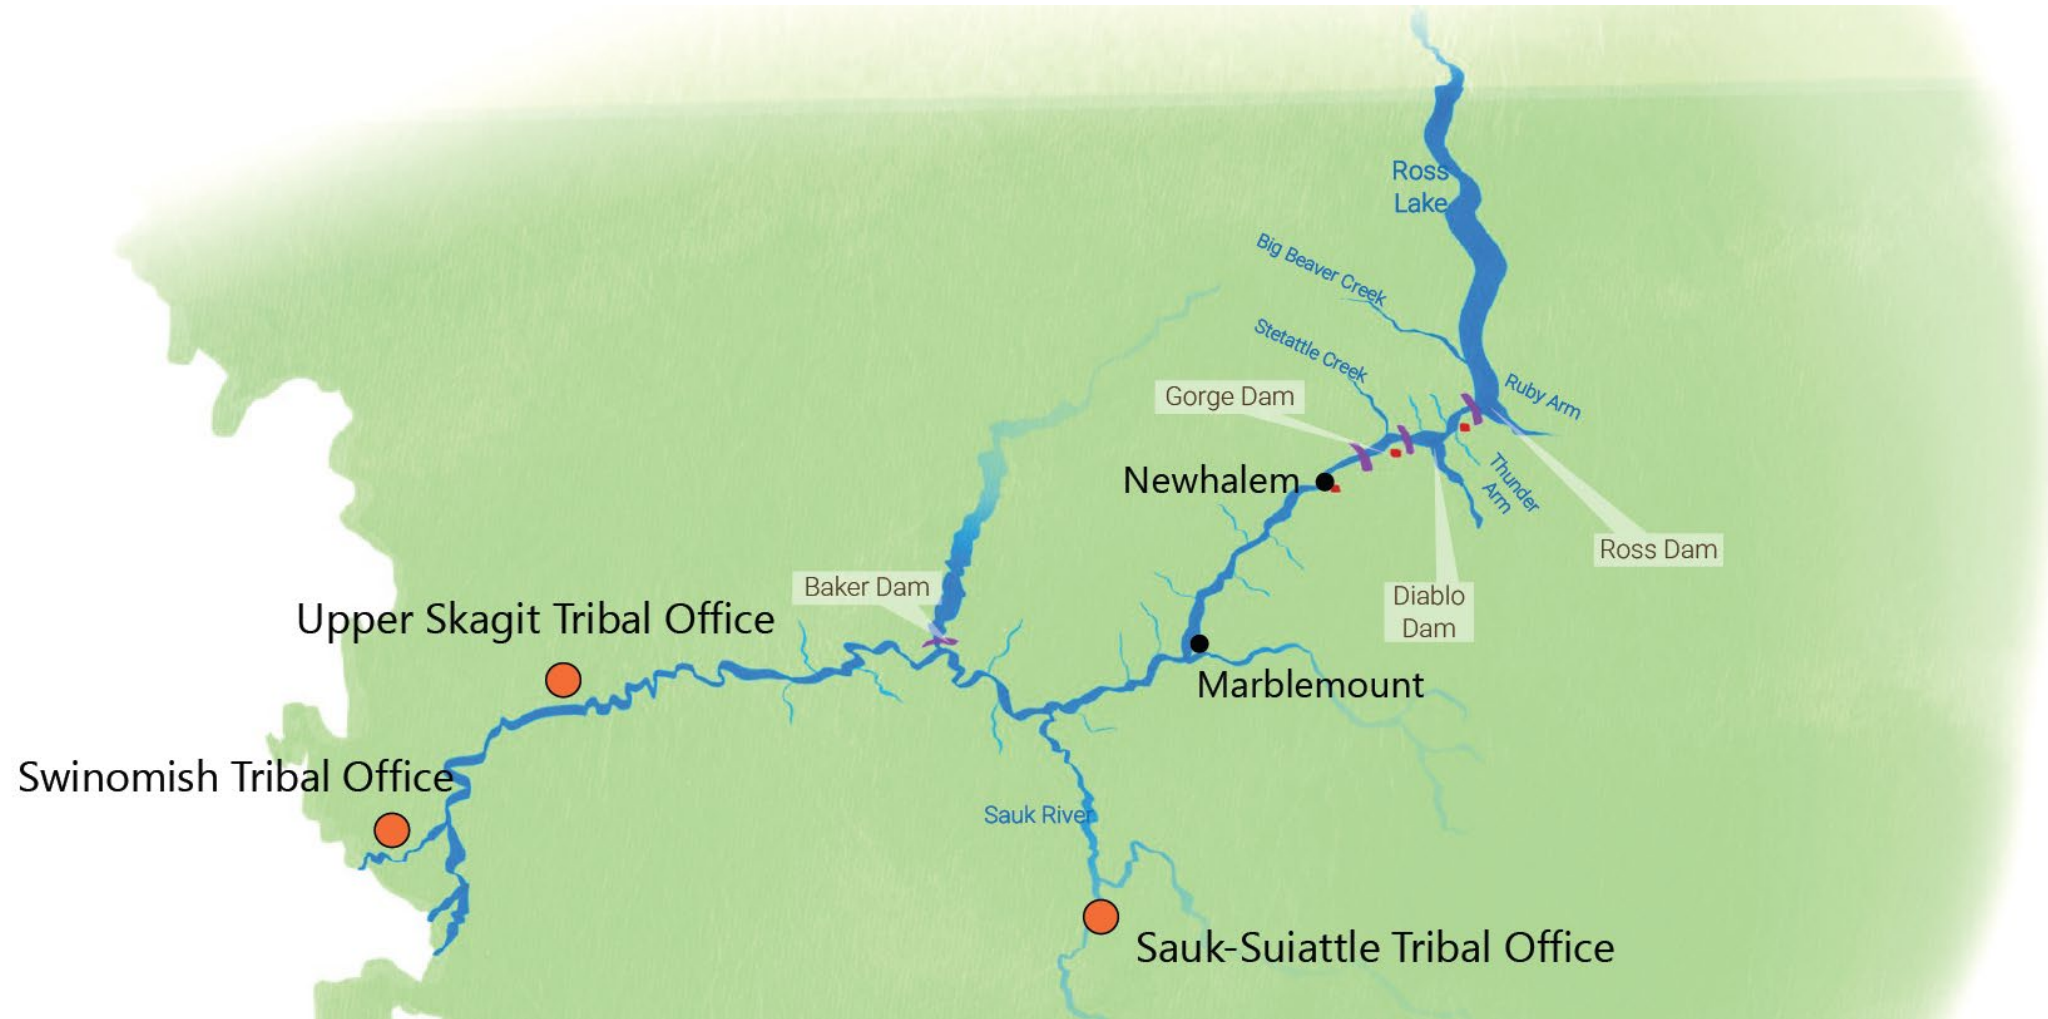 Ross
Lake
Big Beaver Creek
Stetattle Creek
Ruby Arm
Gorge Dam
Newhalem
Thunder
Arm
Ross Dam
Baker Dam
Diablo
Dam
Upper Skagit Tribal Office
Marblemount
Swinomish Tribal Office
Sauk River
Sauk-Suiattle Tribal Office